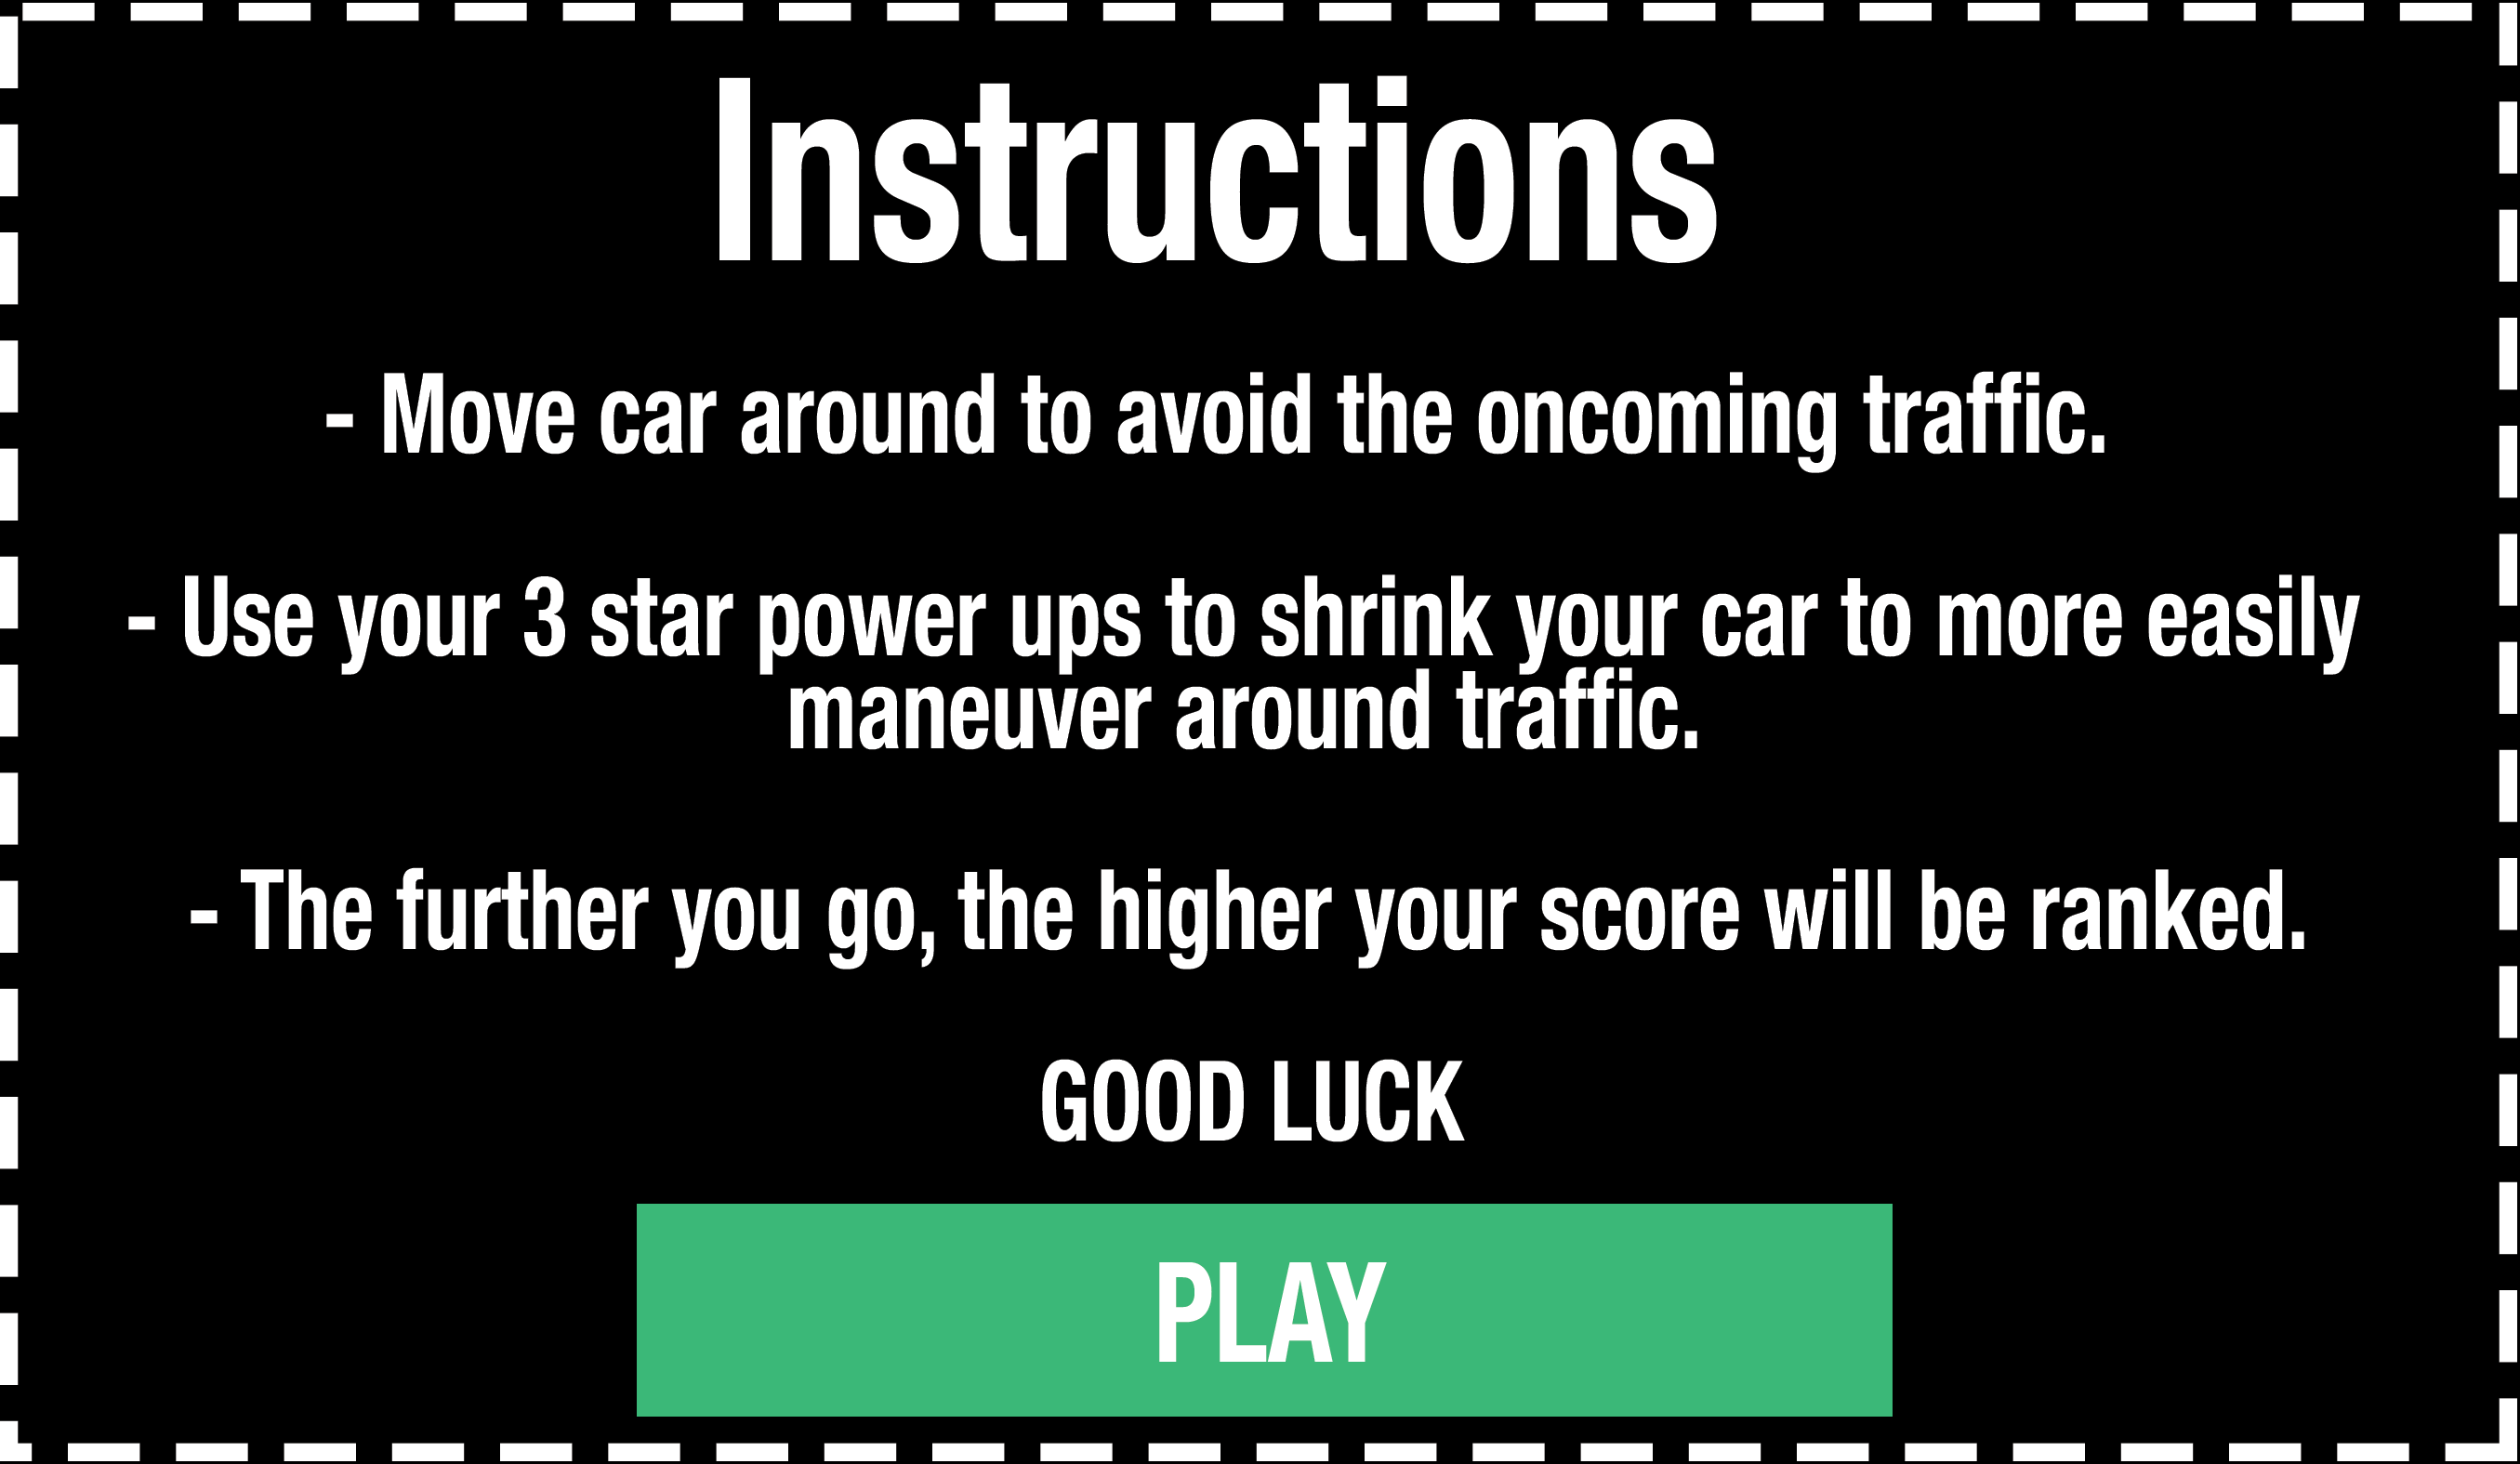 Instructions
- Move car around to avoid the oncoming traffic.
- Use your 3 star power ups to shrink your car to more easily
maneuver around traffic.
- The further you go, the higher your score will be ranked.
GOOD LUCK
PLAY